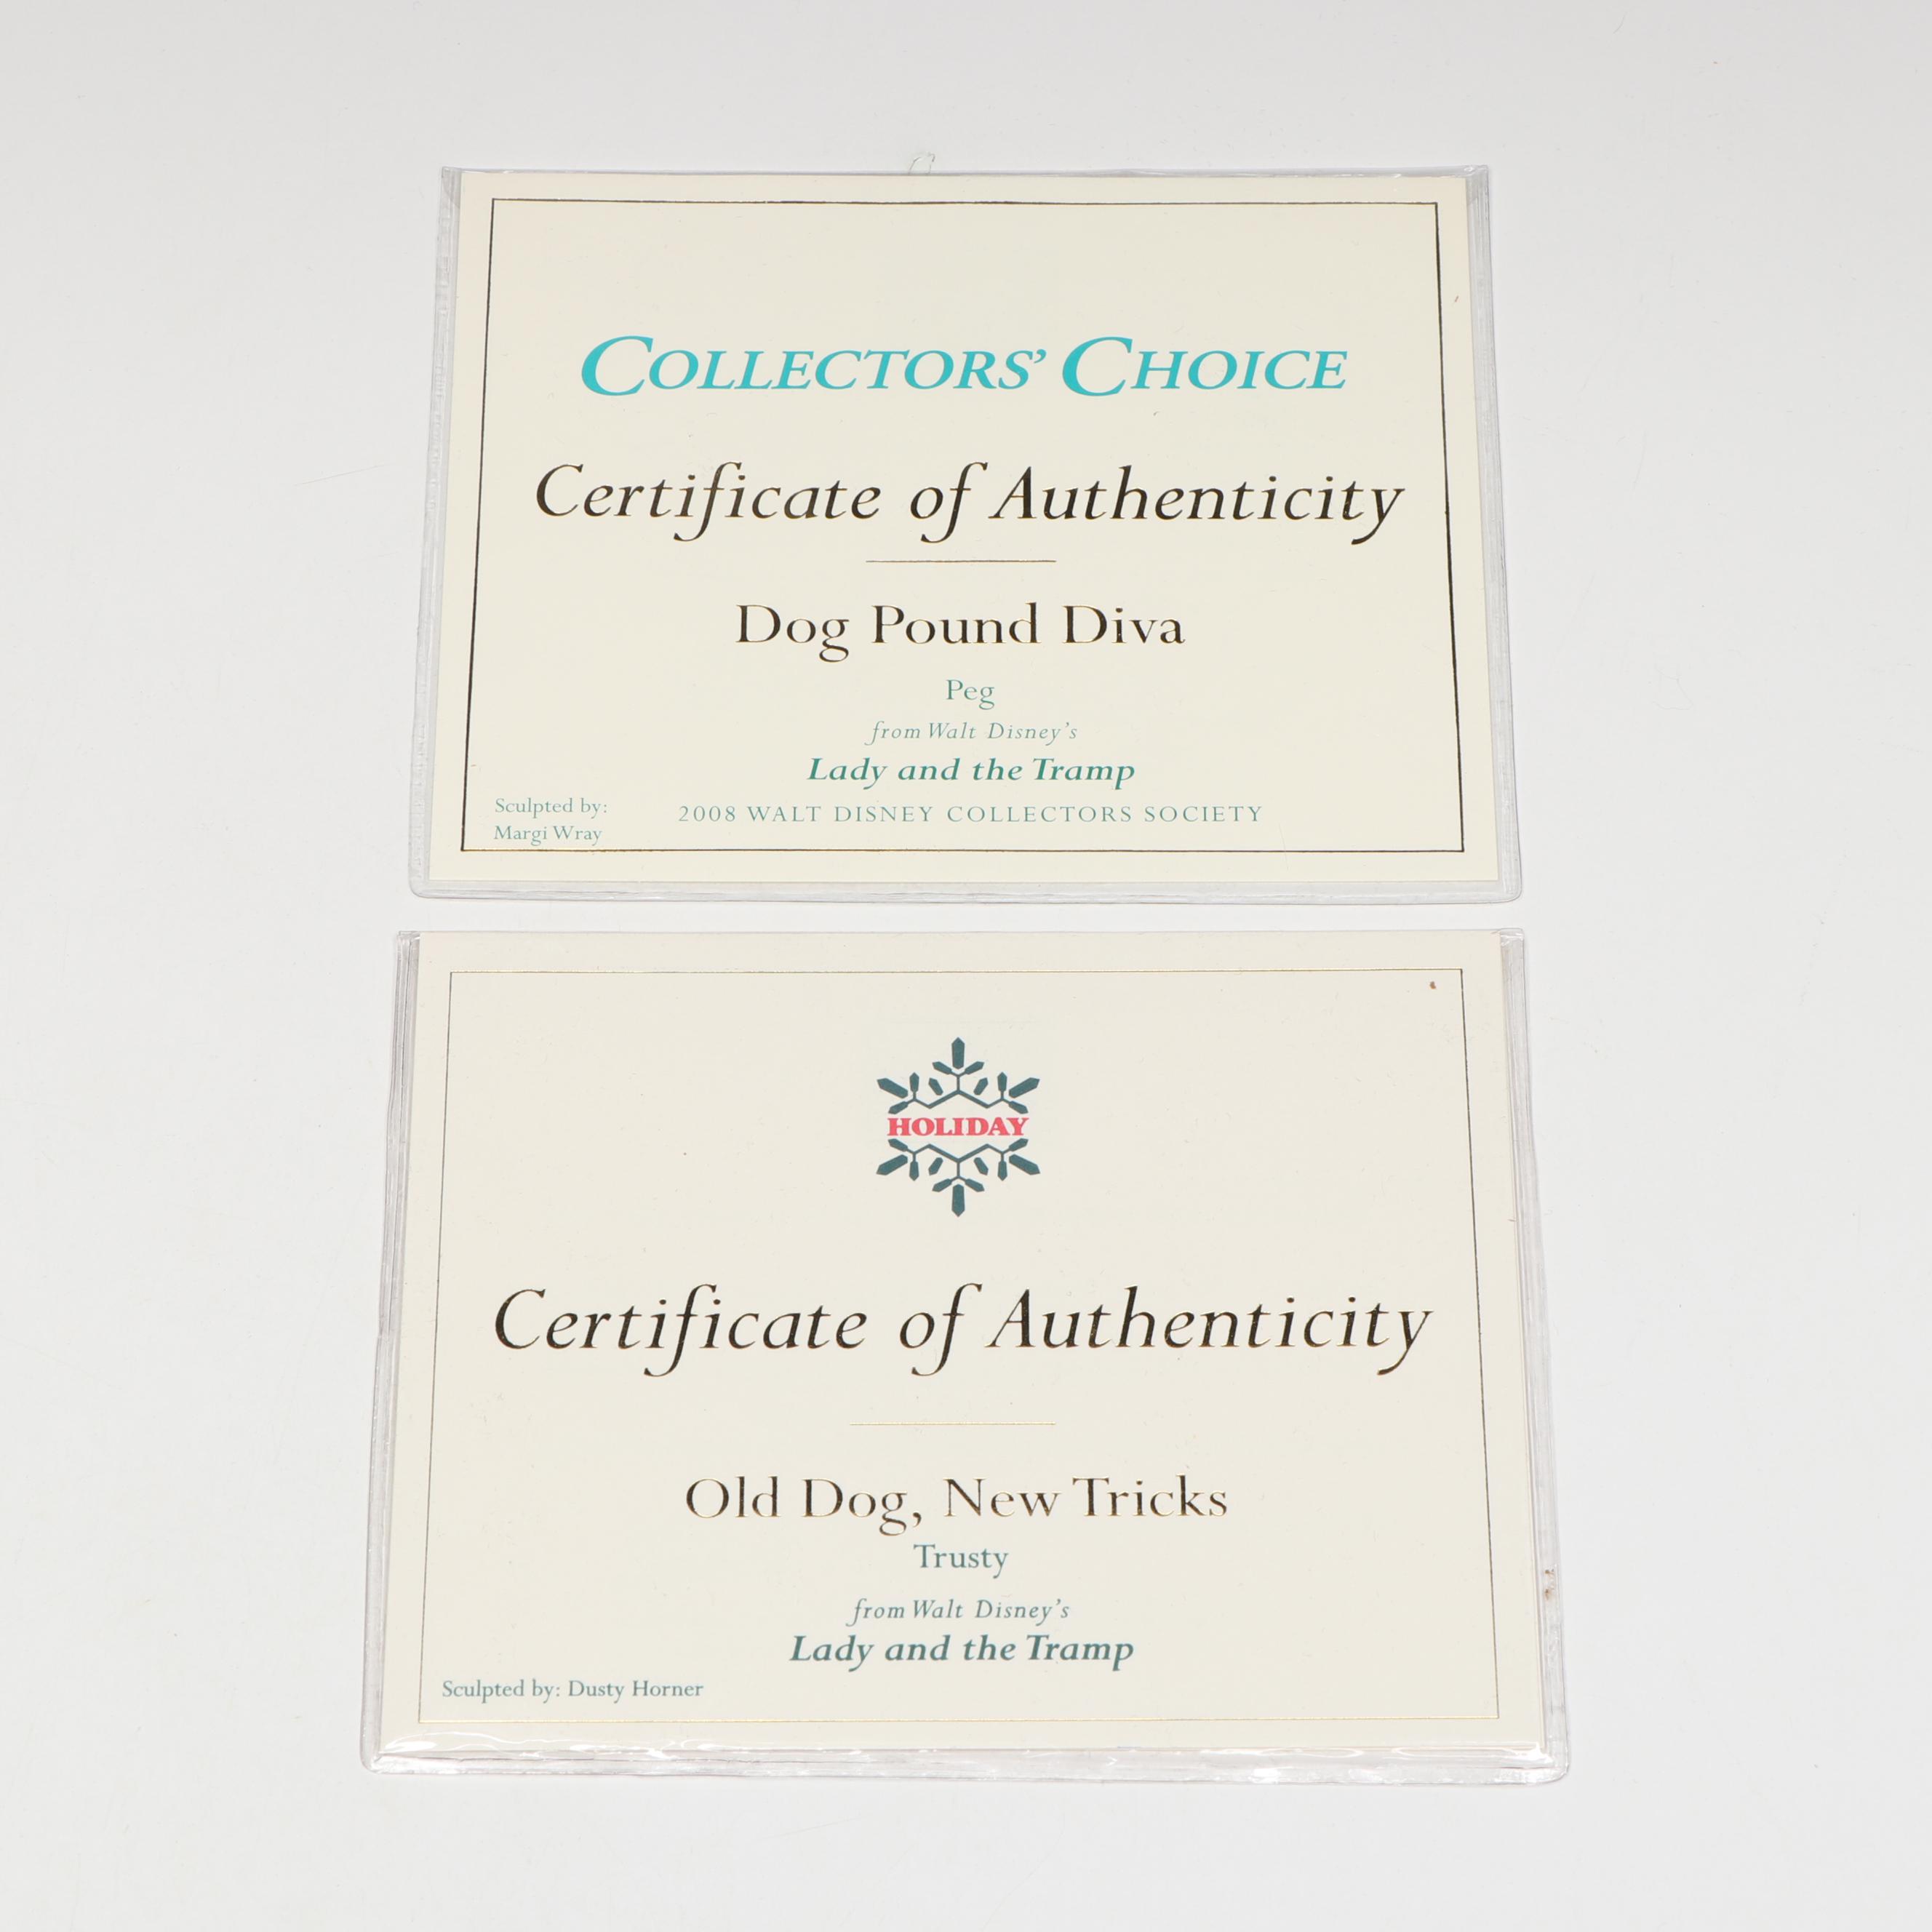 COLLECTORS' CHOICE
Certificate of Authenticity
Dog Pound Diva
Peg
from Walt Disney's
Lady and the Tramp
2008 WALT DISNEY COLLECTORS SOCIETY
Sculpted by:
Margi Wray
HOLIDAY
Certificate of Authenticity
Old Dog, New Tricks
Trusty
from Walt Disney's
Lady and the Tramp
Sculpted by: Dusty Horner